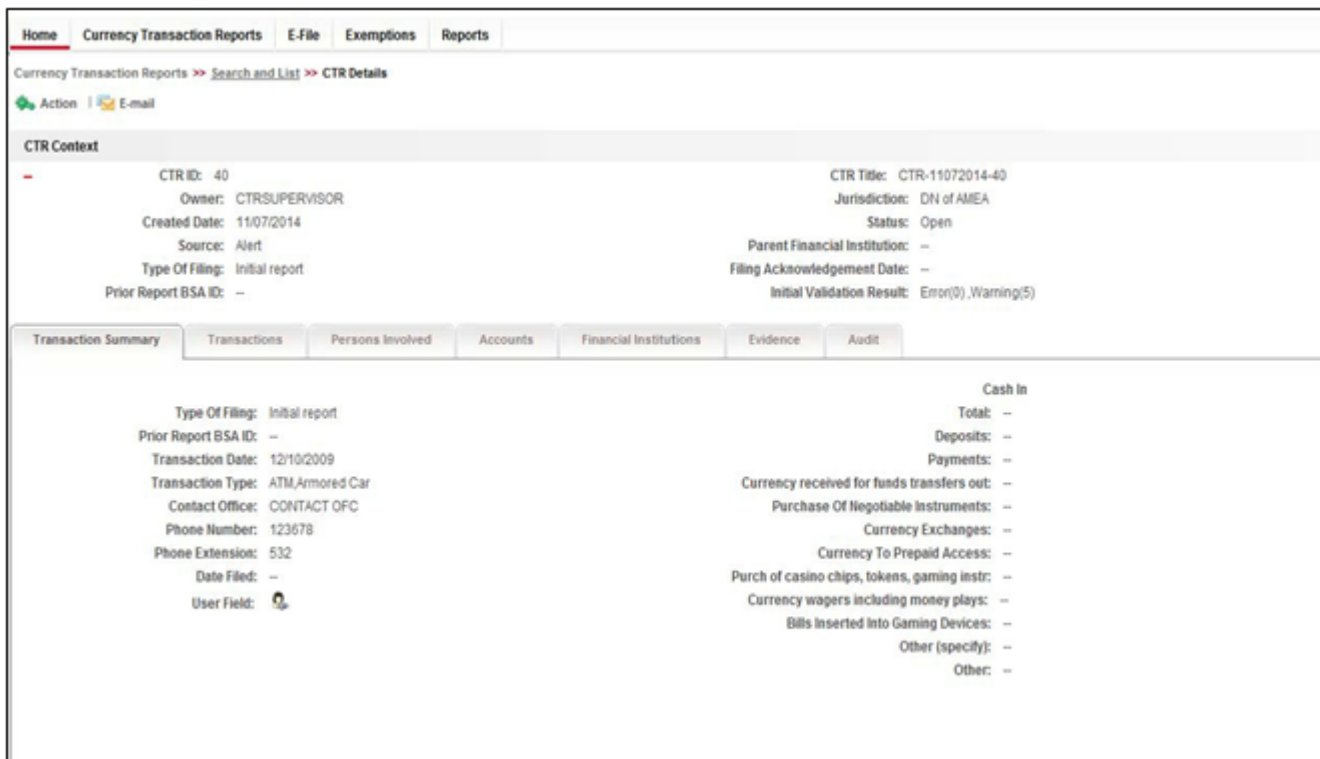 Home Currency Transaction Reports E-File Exemptions Reports
Currency Transaction Reports >> Search and List >> CTR Details
Action | E-mail
CTR Context
CTR ID: 40 CTR Title: CTR-11072014-40
Owner: CTRSUPERVISOR Jurisdiction: DN of AMEA
Created Date: 11/07/2014 Status: Open
Source: Alert Parent Financial Institution: --
Type Of Filing: Initial report Filing Acknowledgement Date: --
Prior Report BSA ID: -- Initial Validation Result: Error(0) ,Warning(5)
Transaction Summary Transactions Persons Involved Accounts Financial Institutions Evidence Audit
Cash In
Type Of Filing: Initial report Total: --
Prior Report BSA ID: -- Deposits: --
Transaction Date: 12/10/2009 Payments: --
Transaction Type: ATM,Armored Car Currency received for funds transfers out: --
Contact Office: CONTACT OFC Purchase Of Negotiable Instruments: --
Phone Number: 123678 Currency Exchanges: --
Phone Extension: 532 Currency To Prepaid Access: --
Date Filed: -- Purch of casino chips, tokens, gaming instr: --
User Field: Currency wagers including money plays: --
Bills Inserted Into Gaming Devices: --
Other (specify): --
Other: --